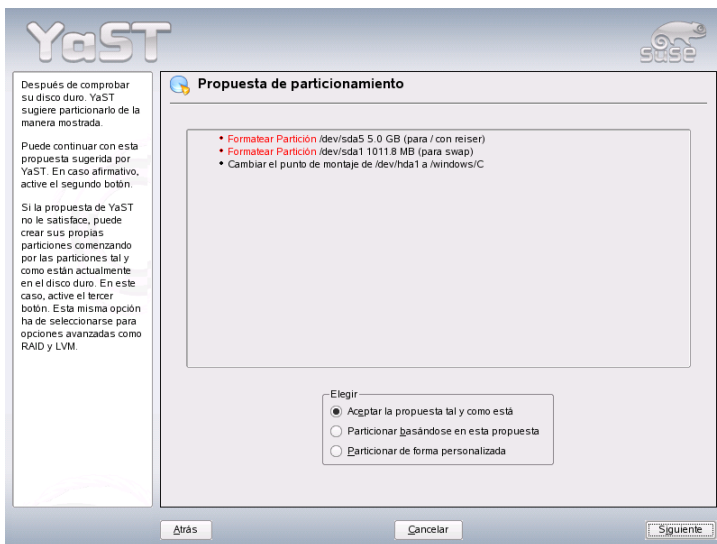 YaST
SUSE
Después de comprobar
su disco duro. YaST
sugiere particionarlo de la
manera mostrada.
Puede continuar con esta
propuesta sugerida por
YaST. En caso afirmativo,
active el segundo botón.
Si la propuesta de YaST
no le satisface, puede
crear sus propias
particiones comenzando
por las particiones tal y
como están actualmente
en el disco duro. En este
caso, active el tercer
botón. Esta misma opción
ha de seleccionarse para
opciones avanzadas como
RAID y LVM.
Propuesta de particionamiento
• Formatear Partición /dev/sda5 5.0 GB (para / con reiser)
• Formatear Partición /dev/sda1 1011.8 MB (para swap)
• Cambiar el punto de montaje de /dev/hda1 a /windows/C
Elegir
Aceptar la propuesta tal y como está
Particionar basándose en esta propuesta
Particionar de forma personalizada
Atrás
Cancelar
Siguiente